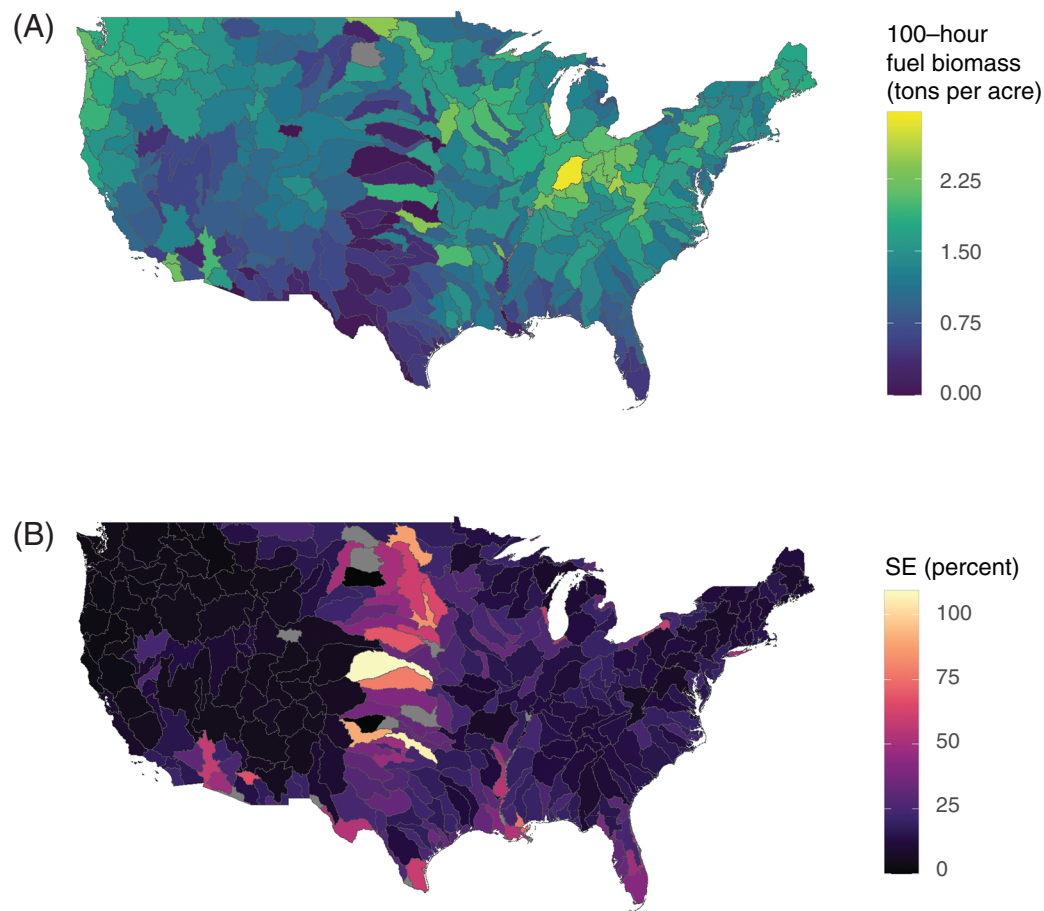 (A)
100–hour
fuel biomass
(tons per acre)
2.25
1.50
0.75
0.00
(B)
SE (percent)
100
75
50
25
0